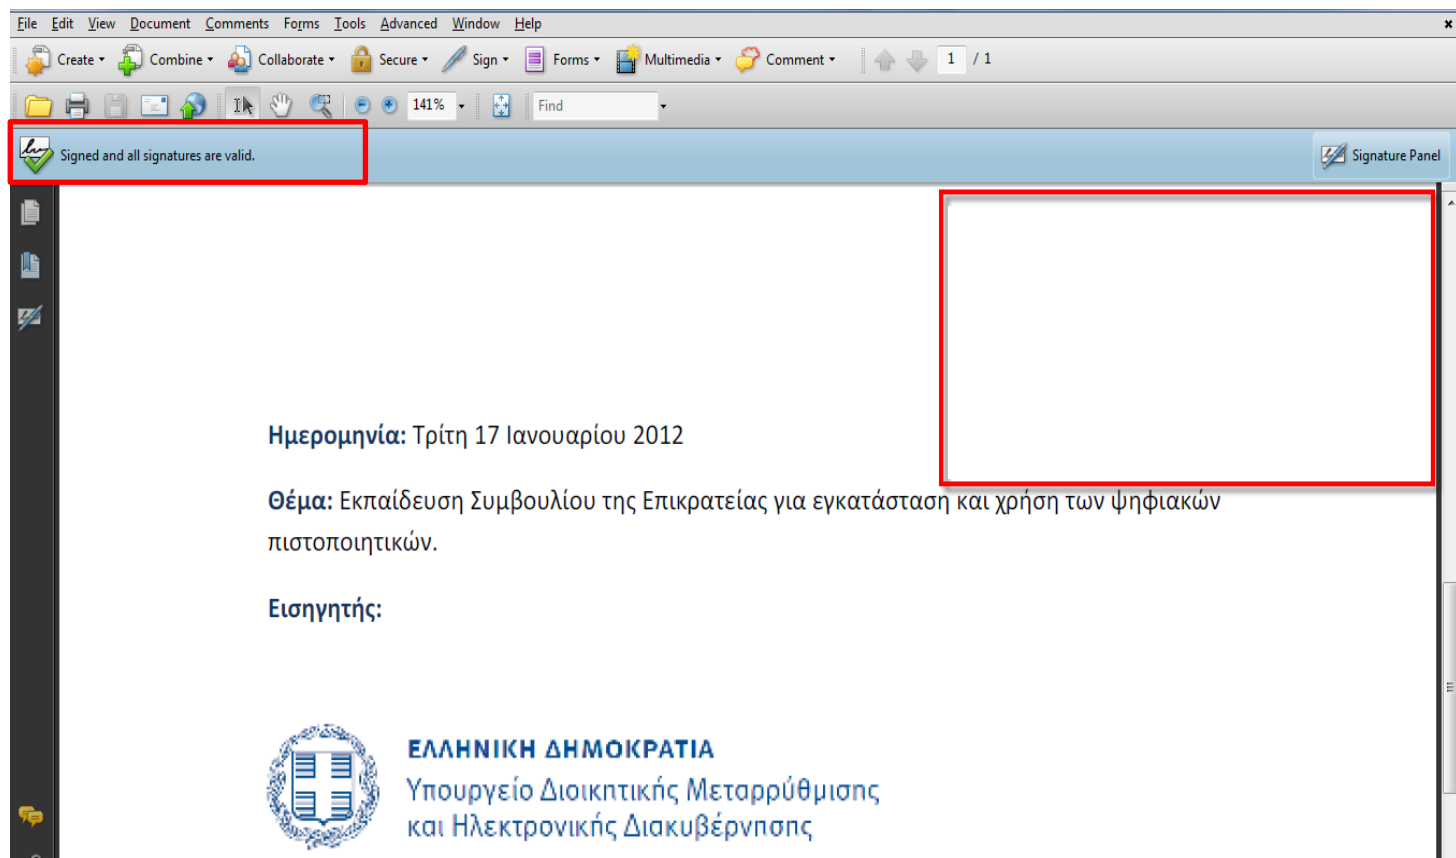 File Edit View Document Comments Forms Tools Advanced Window Help
Create Combine Collaborate Secure Sign Forms Multimedia Comment 1 / 1
141% Find
Signed and all signatures are valid. Signature Panel
Ημερομηνία: Τρίτη 17 Ιανουαρίου 2012
Θέμα: Εκπαίδευση Συμβουλίου της Επικρατείας για εγκατάσταση και χρήση των ψηφιακών
πιστοποιητικών.
Εισηγητής:
ΕΛΛΗΝΙΚΗ ΔΗΜΟΚΡΑΤΙΑ
Υπουργείο Διοικητικής Μεταρρύθμισης
και Ηλεκτρονικής Διακυβέρνησης